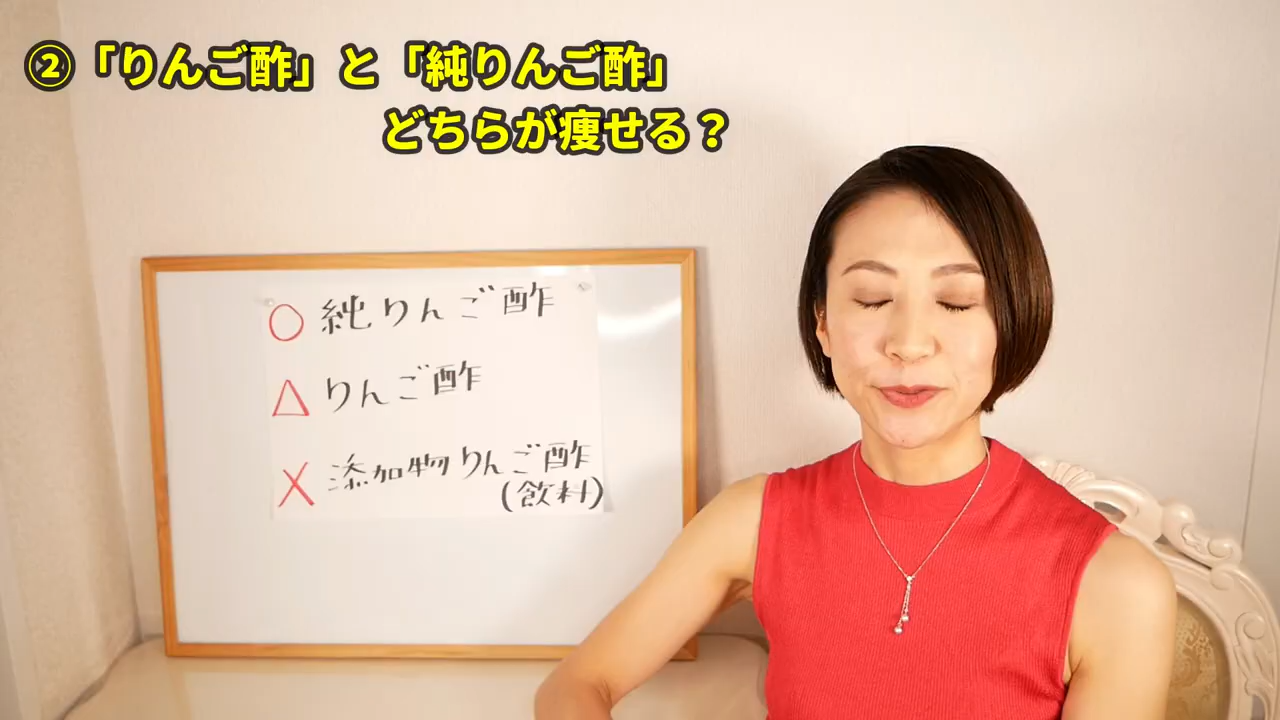 ②「りんご酢」と「純りんご酢」
どちらが痩せる？
○ 純りんご酢
△ りんご酢
× 添加物りんご酢
(飲料)